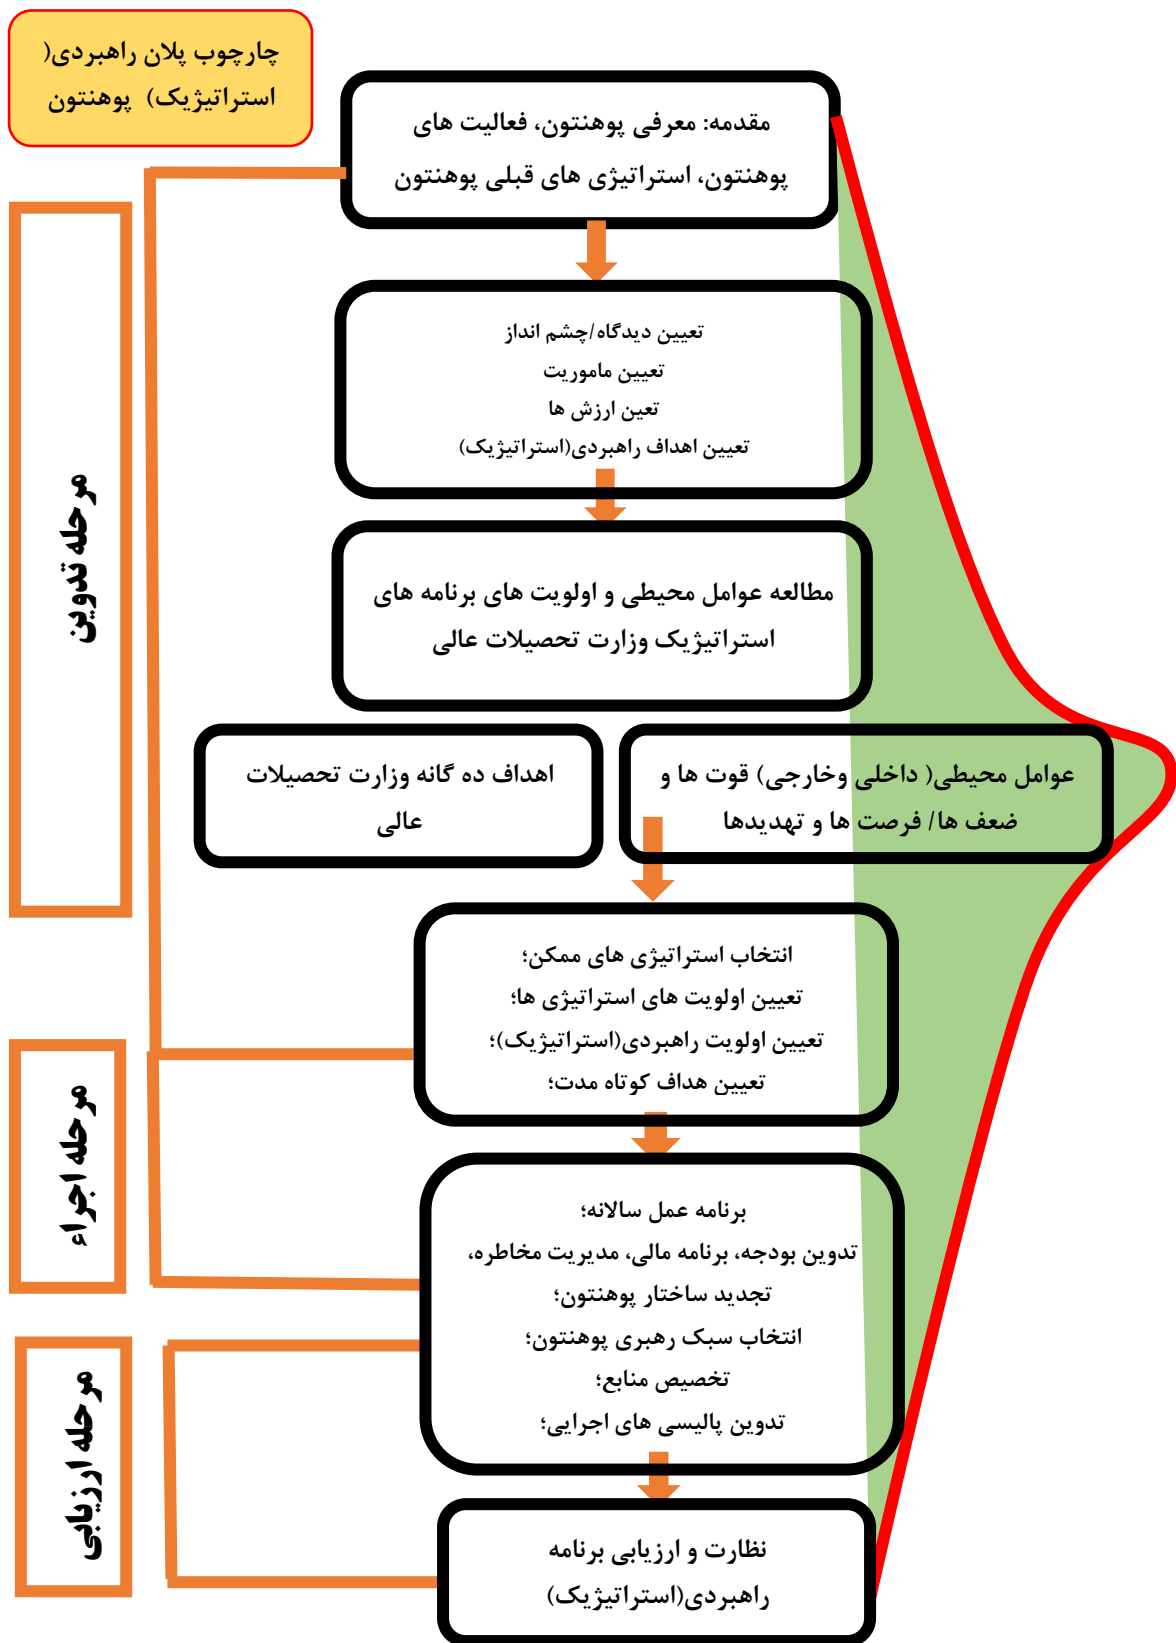 چارچوب پلان راهبردی(
استراتیژیک) پوهنتون
مقدمه: معرفی پوهنتون، فعالیت های
پوهنتون، استراتیژی های قبلی پوهنتون
تعیین دیدگاه/چشم انداز
تعیین ماموریت
تعین ارزش ها
تعیین اهداف راهبردی(استراتیژیک)
مرحله تدوین
مطالعه عوامل محیطی و اولویت های برنامه های
استراتیژیک وزارت تحصیلات عالی
عوامل محیطی( داخلی وخارجی) قوت ها و
ضعف ها/ فرصت ها و تهدیدها
اهداف ده گانه وزارت تحصیلات
عالی
انتخاب استراتیژی های ممکن؛
تعیین اولویت های استراتیژی ها؛
تعیین اولویت راهبردی(استراتیژیک)؛
تعیین هداف کوتاه مدت؛
مرحله اجراء
برنامه عمل سالانه؛
تدوین بودجه، برنامه مالی، مدیریت مخاطره،
تجدید ساختار پوهنتون؛
انتخاب سبک رهبری پوهنتون؛
تخصیص منابع؛
تدوین پالیسی های اجرایی؛
مرحله ارزیابی
نظارت و ارزیابی برنامه
راهبردی(استراتیژیک)